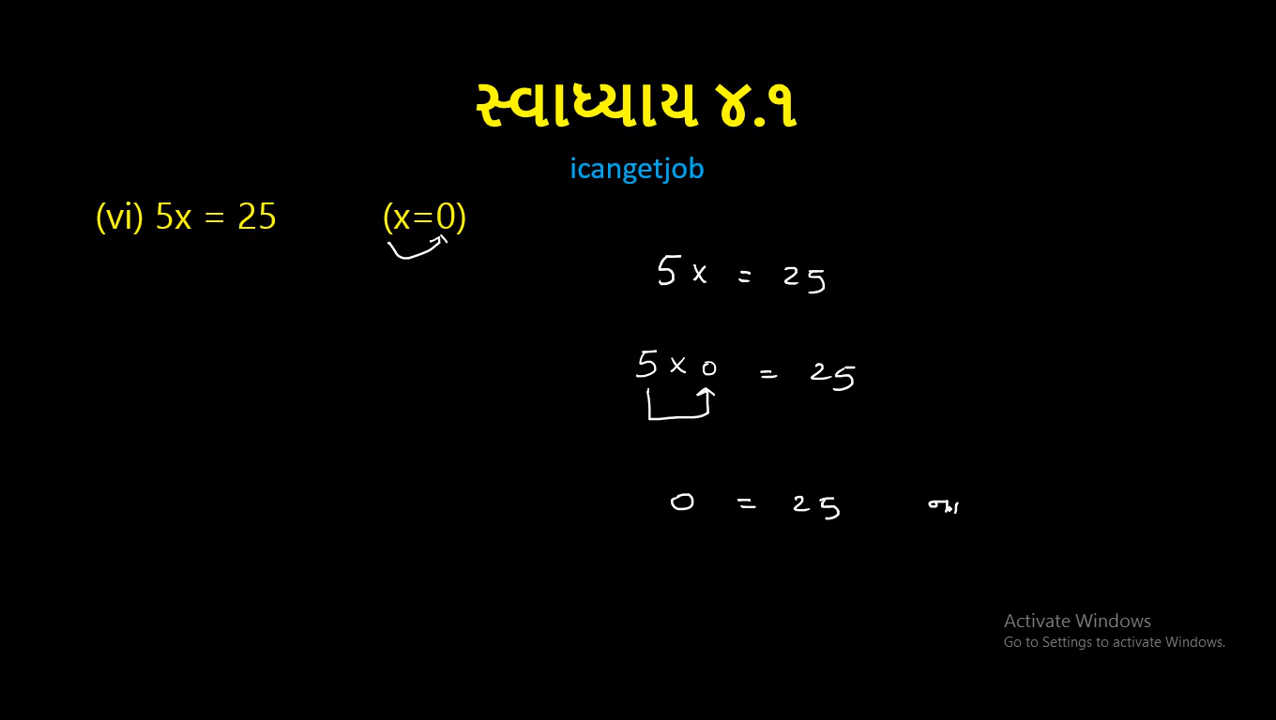 સ્વાધ્યાય ૪.૧
icangetjob
(vi) 5x = 25 (x=0)
5x = 25
5 × 0 = 25
0 = 25
Activate Windows
Go to Settings to activate Windows.